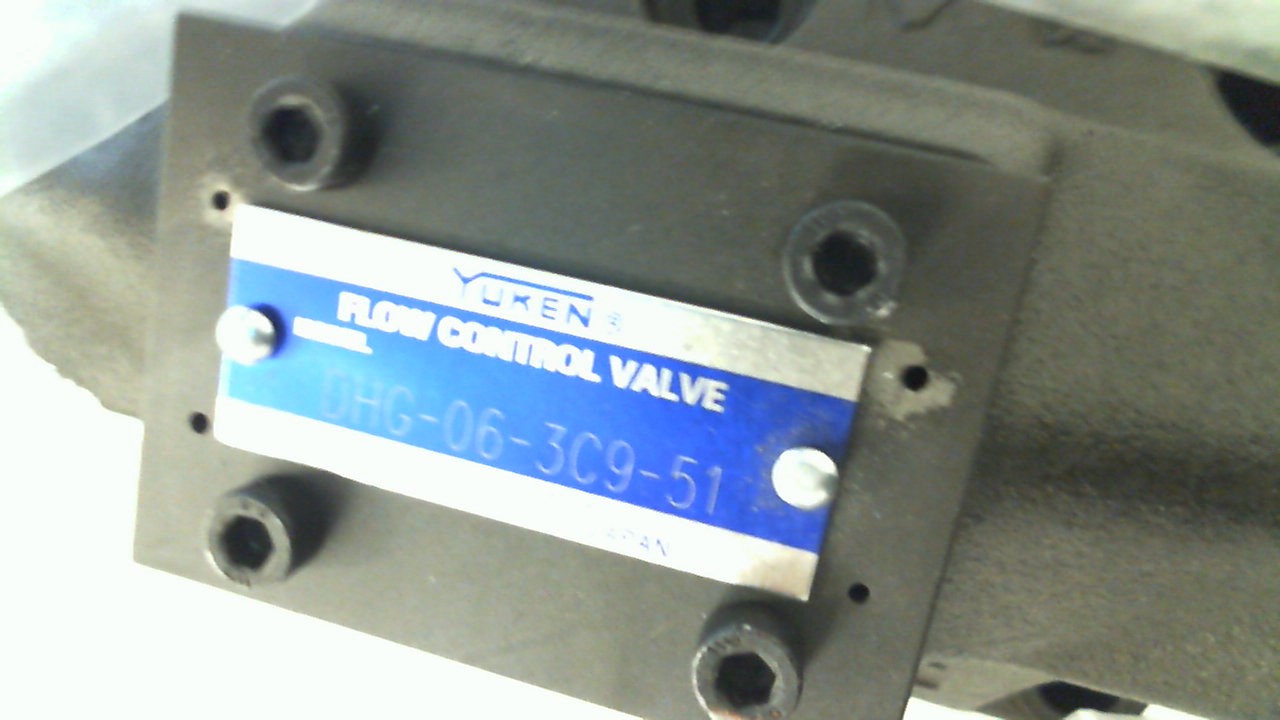 YUKEN ®
FLOW CONTROL VALVE
MODEL
DHG-06-3C9-51
JAPAN